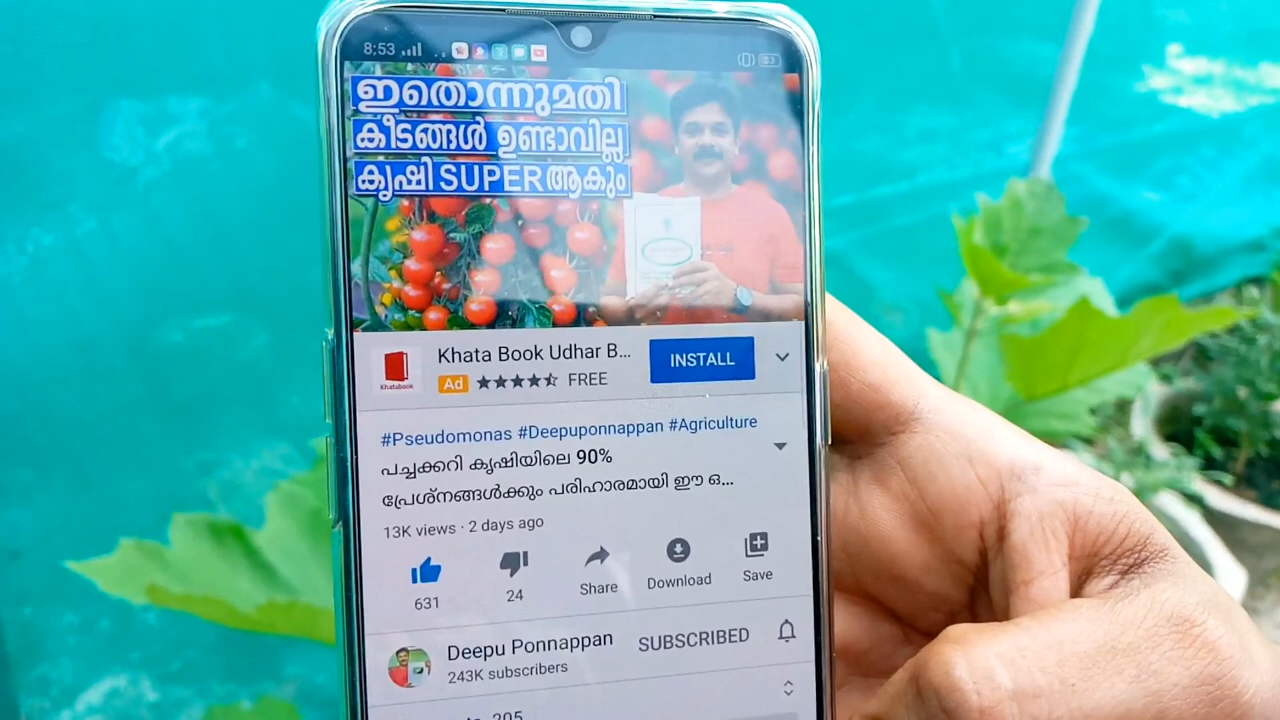 8:53
ഇതൊന്നുമതി
കീടങ്ങൾ ഉണ്ടാവില്ല
കൃഷി SUPER ആകും
Khatabook
Khata Book Udhar B...
Ad FREE
INSTALL
#Pseudomonas #Deepuponnappan #Agriculture
പച്ചക്കറി കൃഷിയിലെ 90%
പ്രേശ്നങ്ങൾക്കും പരിഹാരമായി ഈ ഒ...
13K views · 2 days ago
631
24
Share
Download
Save
Deepu Ponnappan
243K subscribers
SUBSCRIBED
205